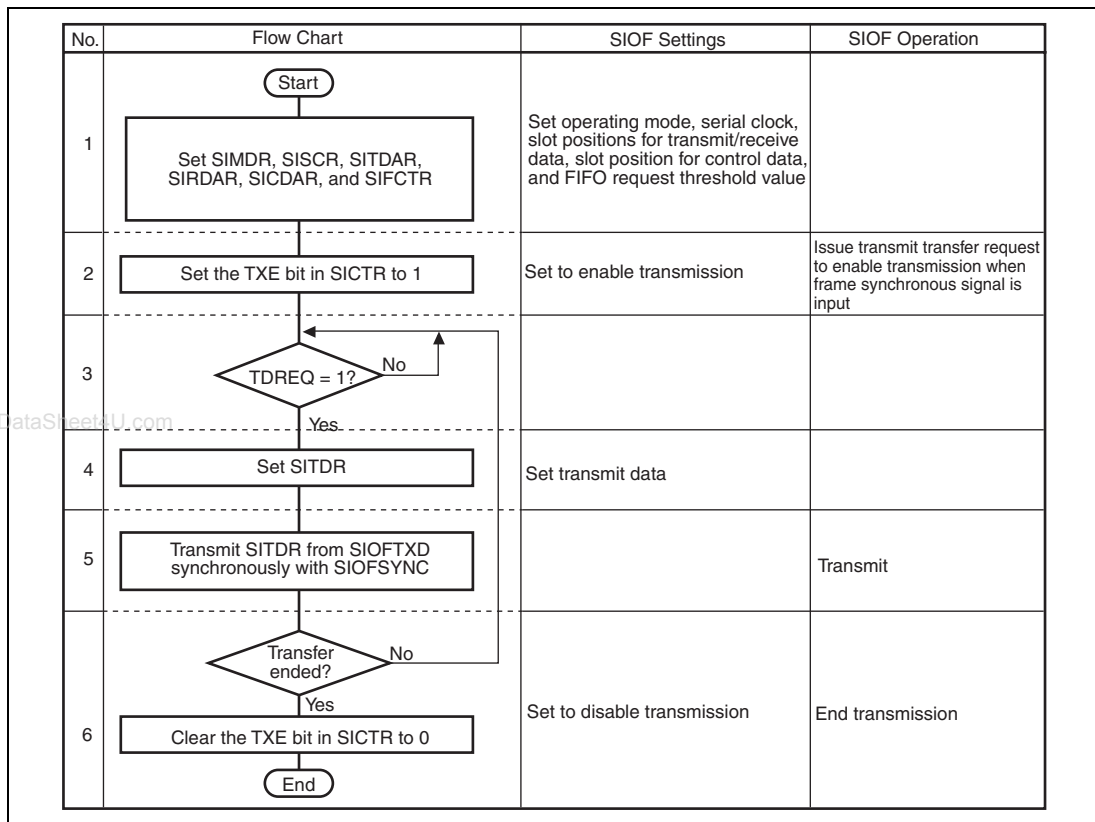 No.
Flow Chart
SIOF Settings
SIOF Operation
Start
1
Set SIMDR, SISCR, SITDAR,
SIRDAR, SICDAR, and SIFCTR
Set operating mode, serial clock,
slot positions for transmit/receive
data, slot position for control data,
and FIFO request threshold value
2
Set the TXE bit in SICTR to 1
Set to enable transmission
Issue transmit transfer request
to enable transmission when
frame synchronous signal is
input
3
TDREQ = 1?
No
Yes
DataSheet4U.com
4
Set SITDR
Set transmit data
5
Transmit SITDR from SIOFTXD
synchronously with SIOFSYNC
Transmit
Transfer
ended?
No
Yes
6
Clear the TXE bit in SICTR to 0
Set to disable transmission
End transmission
End